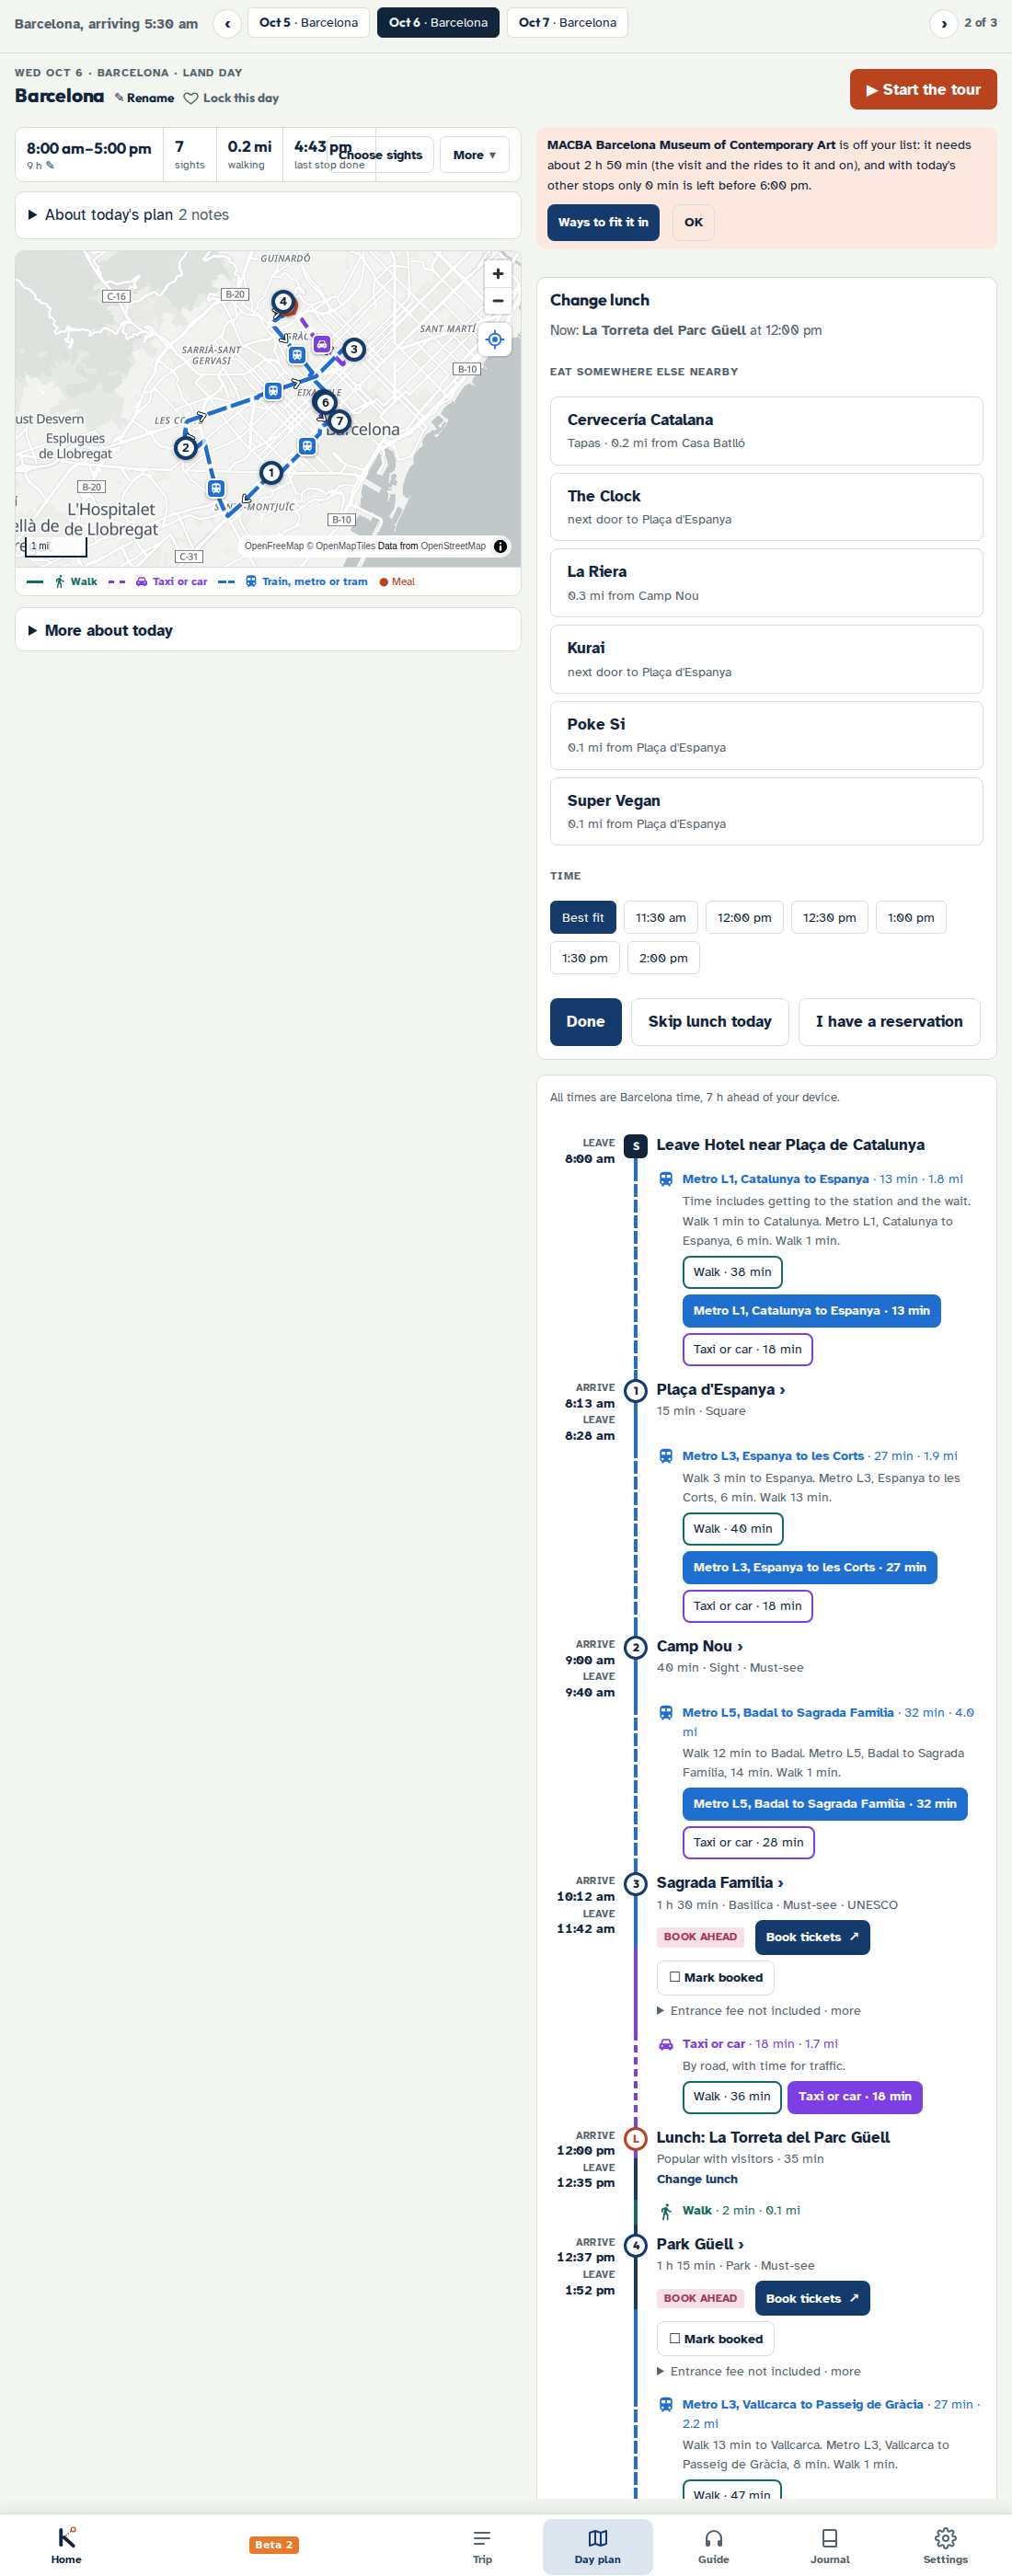 Barcelona, arriving 5:30 am
‹
Oct 5 · Barcelona
Oct 6 · Barcelona
Oct 7 · Barcelona
›
2 of 3
WED OCT 6 · BARCELONA · LAND DAY
Barcelona
✎ Rename
Lock this day
▶ Start the tour
8:00 am–5:00 pm
9 h ✎
7
sights
0.2 mi
walking
4:43 pm
last stop done
Choose sights
More ▾
▶ About today's plan 2 notes
GUINARDÓ
C-16
B-20
4
SANT MARTÍ
GRÀC
3
SARRIÀ-SANT
GERVASI
B-10
EIXAMPLE
6
7
Barcelona
ust Desvern
LES CO
Esplugues
de Llobregat
2
1
B-20
L'Hospitalet
de Llobregat
-MONTJUÏC
B-10
ellà de
1 mi
C-31
OpenFreeMap © OpenMapTiles Data from OpenStreetMap
Walk
Taxi or car
Train, metro or tram
Meal
▶ More about today
MACBA Barcelona Museum of Contemporary Art is off your list: it needs
about 2 h 50 min (the visit and the rides to it and on), and with today's
other stops only 0 min is left before 6:00 pm.
Ways to fit it in
OK
Change lunch
Now: La Torreta del Parc Güell at 12:00 pm
EAT SOMEWHERE ELSE NEARBY
Cervecería Catalana
Tapas · 0.2 mi from Casa Batlló
The Clock
next door to Plaça d'Espanya
La Riera
0.3 mi from Camp Nou
Kurai
next door to Plaça d'Espanya
Poke Si
0.1 mi from Plaça d'Espanya
Super Vegan
0.1 mi from Plaça d'Espanya
TIME
Best fit
11:30 am
12:00 pm
12:30 pm
1:00 pm
1:30 pm
2:00 pm
Done
Skip lunch today
I have a reservation
All times are Barcelona time, 7 h ahead of your device.
LEAVE
8:00 am
S
Leave Hotel near Plaça de Catalunya
Metro L1, Catalunya to Espanya · 13 min · 1.8 mi
Time includes getting to the station and the wait.
Walk 1 min to Catalunya. Metro L1, Catalunya to
Espanya, 6 min. Walk 1 min.
Walk · 38 min
Metro L1, Catalunya to Espanya · 13 min
Taxi or car · 18 min
ARRIVE
8:13 am
LEAVE
8:28 am
1
Plaça d'Espanya ›
15 min · Square
Metro L3, Espanya to les Corts · 27 min · 1.9 mi
Walk 3 min to Espanya. Metro L3, Espanya to les
Corts, 6 min. Walk 13 min.
Walk · 40 min
Metro L3, Espanya to les Corts · 27 min
Taxi or car · 18 min
ARRIVE
9:00 am
LEAVE
9:40 am
2
Camp Nou ›
40 min · Sight · Must-see
Metro L5, Badal to Sagrada Família · 32 min · 4.0
mi
Walk 12 min to Badal. Metro L5, Badal to Sagrada
Família, 14 min. Walk 1 min.
Metro L5, Badal to Sagrada Família · 32 min
Taxi or car · 28 min
ARRIVE
10:12 am
LEAVE
11:42 am
3
Sagrada Família ›
1 h 30 min · Basilica · Must-see · UNESCO
BOOK AHEAD
Book tickets ↗
☐ Mark booked
▶ Entrance fee not included · more
Taxi or car · 18 min · 1.7 mi
By road, with time for traffic.
Walk · 36 min
Taxi or car · 18 min
ARRIVE
12:00 pm
LEAVE
12:35 pm
L
Lunch: La Torreta del Parc Güell
Popular with visitors · 35 min
Change lunch
Walk · 2 min · 0.1 mi
ARRIVE
12:37 pm
LEAVE
1:52 pm
4
Park Güell ›
1 h 15 min · Park · Must-see
BOOK AHEAD
Book tickets ↗
☐ Mark booked
▶ Entrance fee not included · more
Metro L3, Vallcarca to Passeig de Gràcia · 27 min ·
2.2 mi
Walk 13 min to Vallcarca. Metro L3, Vallcarca to
Passeig de Gràcia, 8 min. Walk 1 min.
Walk · 47 min
Home
Beta 2
Trip
Day plan
Guide
Journal
Settings